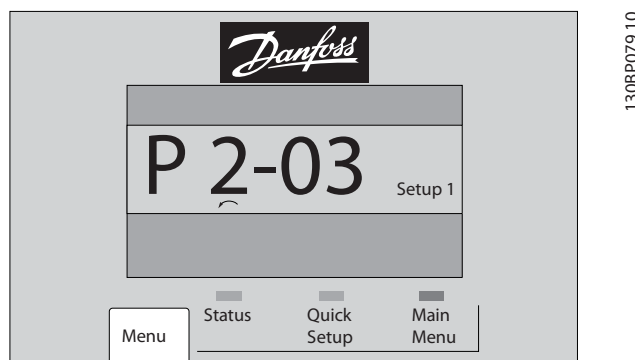 Danfoss
P 2-03
Setup 1
Status
Quick
Setup
Main
Menu
Menu
130BP079.10